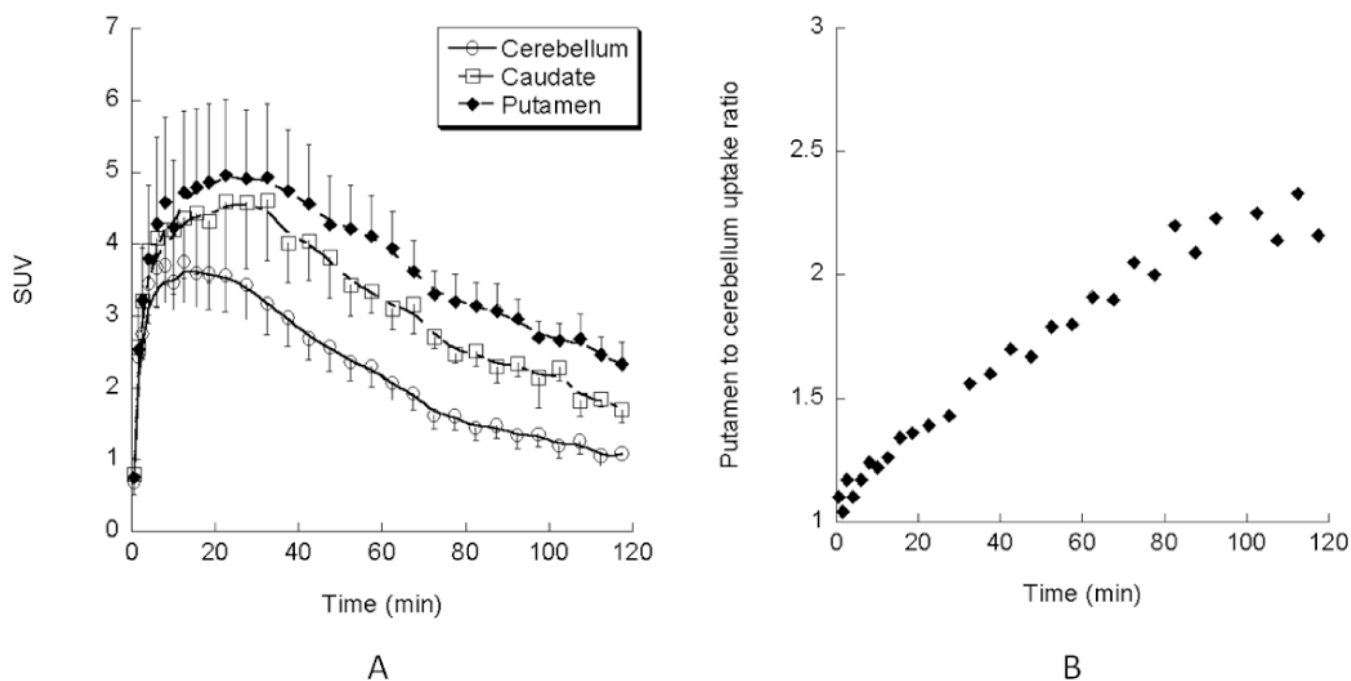 7
6
5
4
3
2
1
0
SUV
0 20 40 60 80 100 120
Time (min)
Cerebellum
Caudate
Putamen
A
3
2.5
2
1.5
1
Putamen to cerebellum uptake ratio
0 20 40 60 80 100 120
Time (min)
B